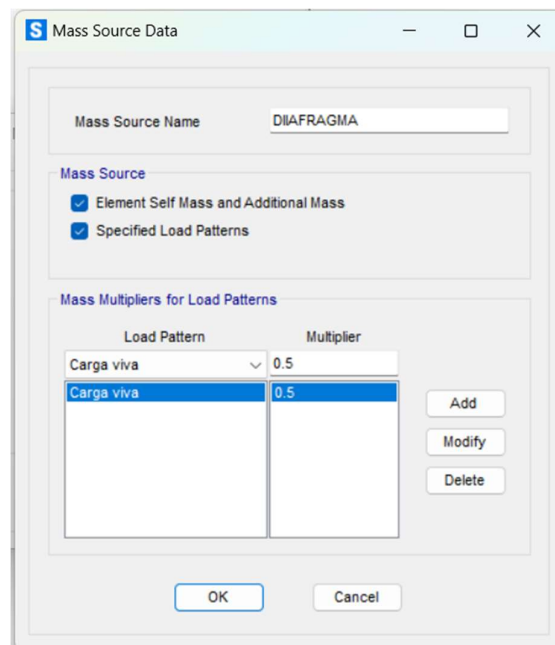 S Mass Source Data
Mass Source Name DIIAFRAGMA
Mass Source
Element Self Mass and Additional Mass
Specified Load Patterns
Mass Multipliers for Load Patterns
Load Pattern Multiplier
Carga viva 0.5
Carga viva 0.5
Add
Modify
Delete
OK Cancel